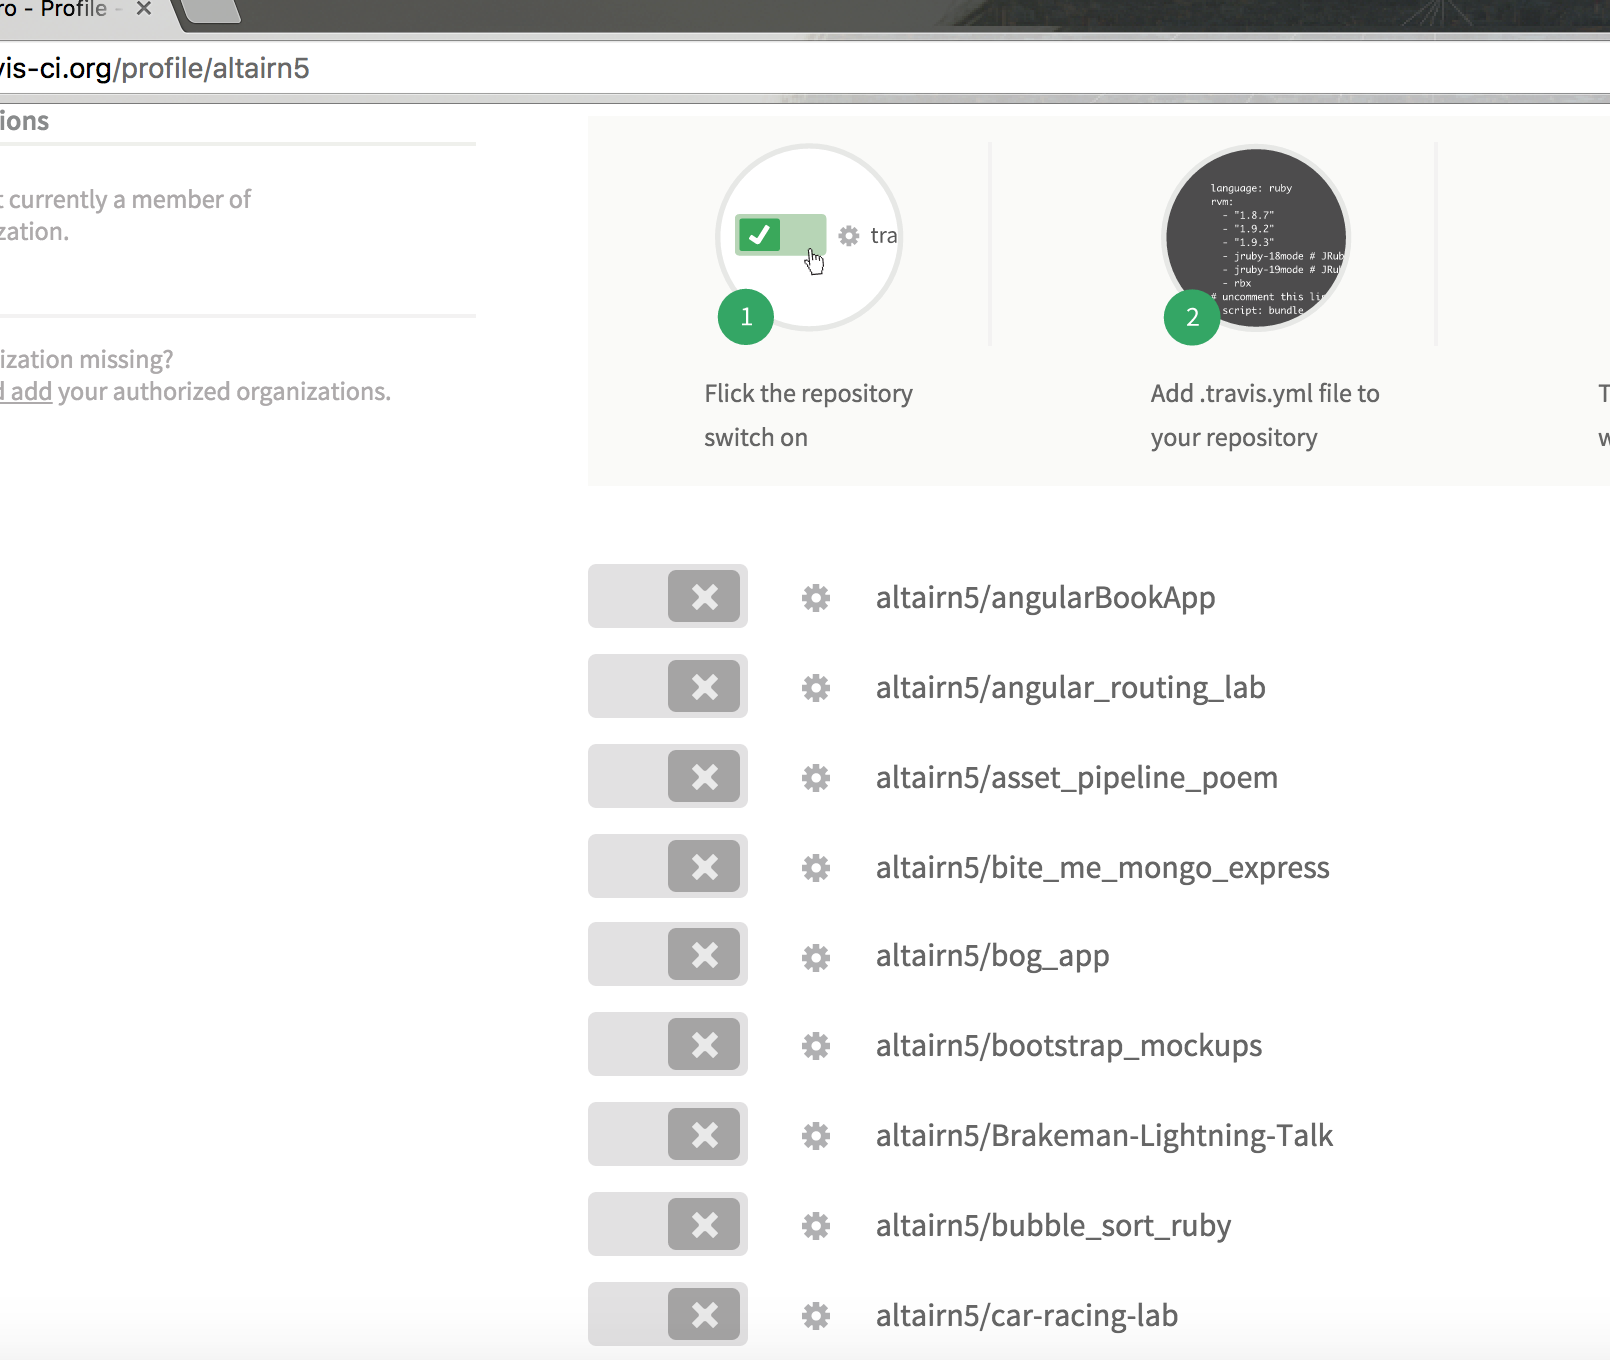 ro - Profile -
vis-ci.org/profile/altairn5
ions
t currently a member of
zation.
ization missing?
d add your authorized organizations.
tra
1
Flick the repository
switch on
language: ruby
rvm:
- "1.8.7"
- "1.9.2"
- "1.9.3"
- jruby-18mode # JRub
- jruby-19mode # JRu
- rbx
# uncomment this li
script: bundle
2
Add .travis.yml file to
your repository
T
w
altairn5/angularBookApp
altairn5/angular_routing_lab
altairn5/asset_pipeline_poem
altairn5/bite_me_mongo_express
altairn5/bog_app
altairn5/bootstrap_mockups
altairn5/Brakeman-Lightning-Talk
altairn5/bubble_sort_ruby
altairn5/car-racing-lab